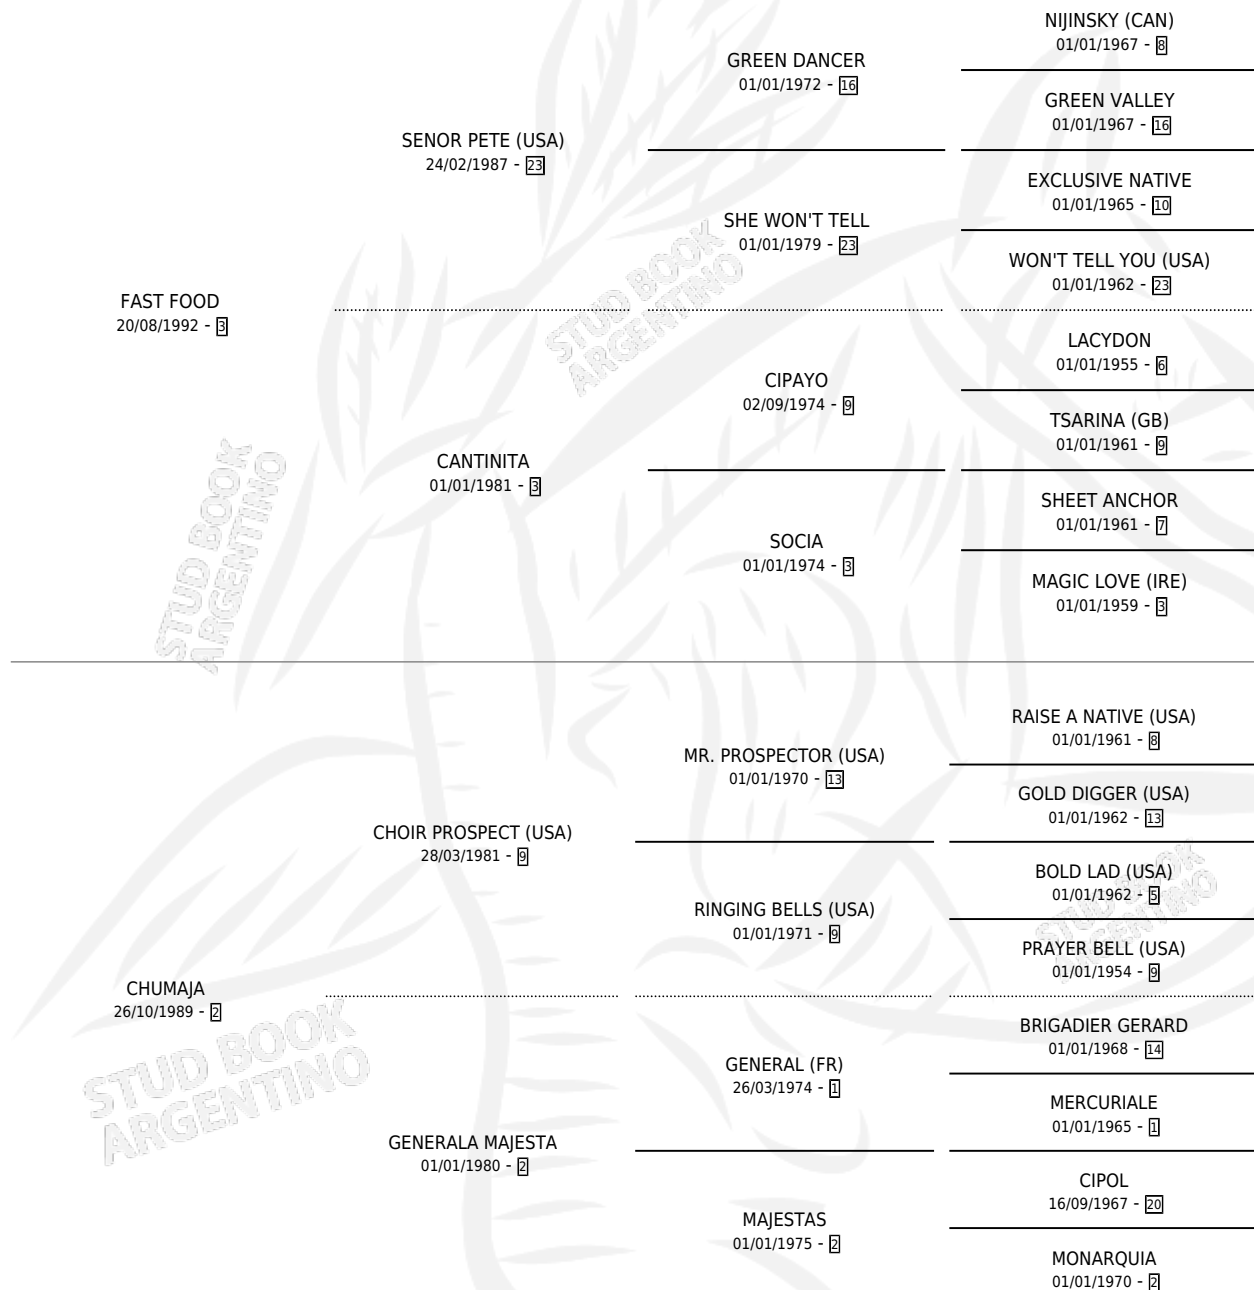 NIJINSKY (CAN)
01/01/1967 - 8
GREEN DANCER
01/01/1972 - 16
GREEN VALLEY
01/01/1967 - 16
SENOR PETE (USA)
24/02/1987 - 23
EXCLUSIVE NATIVE
01/01/1965 - 10
SHE WON'T TELL
01/01/1979 - 23
WON'T TELL YOU (USA)
01/01/1962 - 23
FAST FOOD
20/08/1992 - 3
LACYDON
01/01/1955 - 6
CIPAYO
02/09/1974 - 9
TSARINA (GB)
01/01/1961 - 9
CANTINITA
01/01/1981 - 3
SHEET ANCHOR
01/01/1961 - 7
SOCIA
01/01/1974 - 3
MAGIC LOVE (IRE)
01/01/1959 - 3
RAISE A NATIVE (USA)
01/01/1961 - 8
MR. PROSPECTOR (USA)
01/01/1970 - 13
GOLD DIGGER (USA)
01/01/1962 - 13
CHOIR PROSPECT (USA)
28/03/1981 - 9
BOLD LAD (USA)
01/01/1962 - 5
RINGING BELLS (USA)
01/01/1971 - 9
PRAYER BELL (USA)
01/01/1954 - 9
CHUMAJA
26/10/1989 - 2
BRIGADIER GERARD
01/01/1968 - 14
GENERAL (FR)
26/03/1974 - 1
MERCURIALE
01/01/1965 - 1
GENERALA MAJESTA
01/01/1980 - 2
CIPOL
16/09/1967 - 20
MAJESTAS
01/01/1975 - 2
MONARQUIA
01/01/1970 - 2
STUD BOOK
ARGENTINO
STUD BOOK
ARGENTINO
STUD BOOK
ARGENTINO
STUD BOOK
ARGENTINO